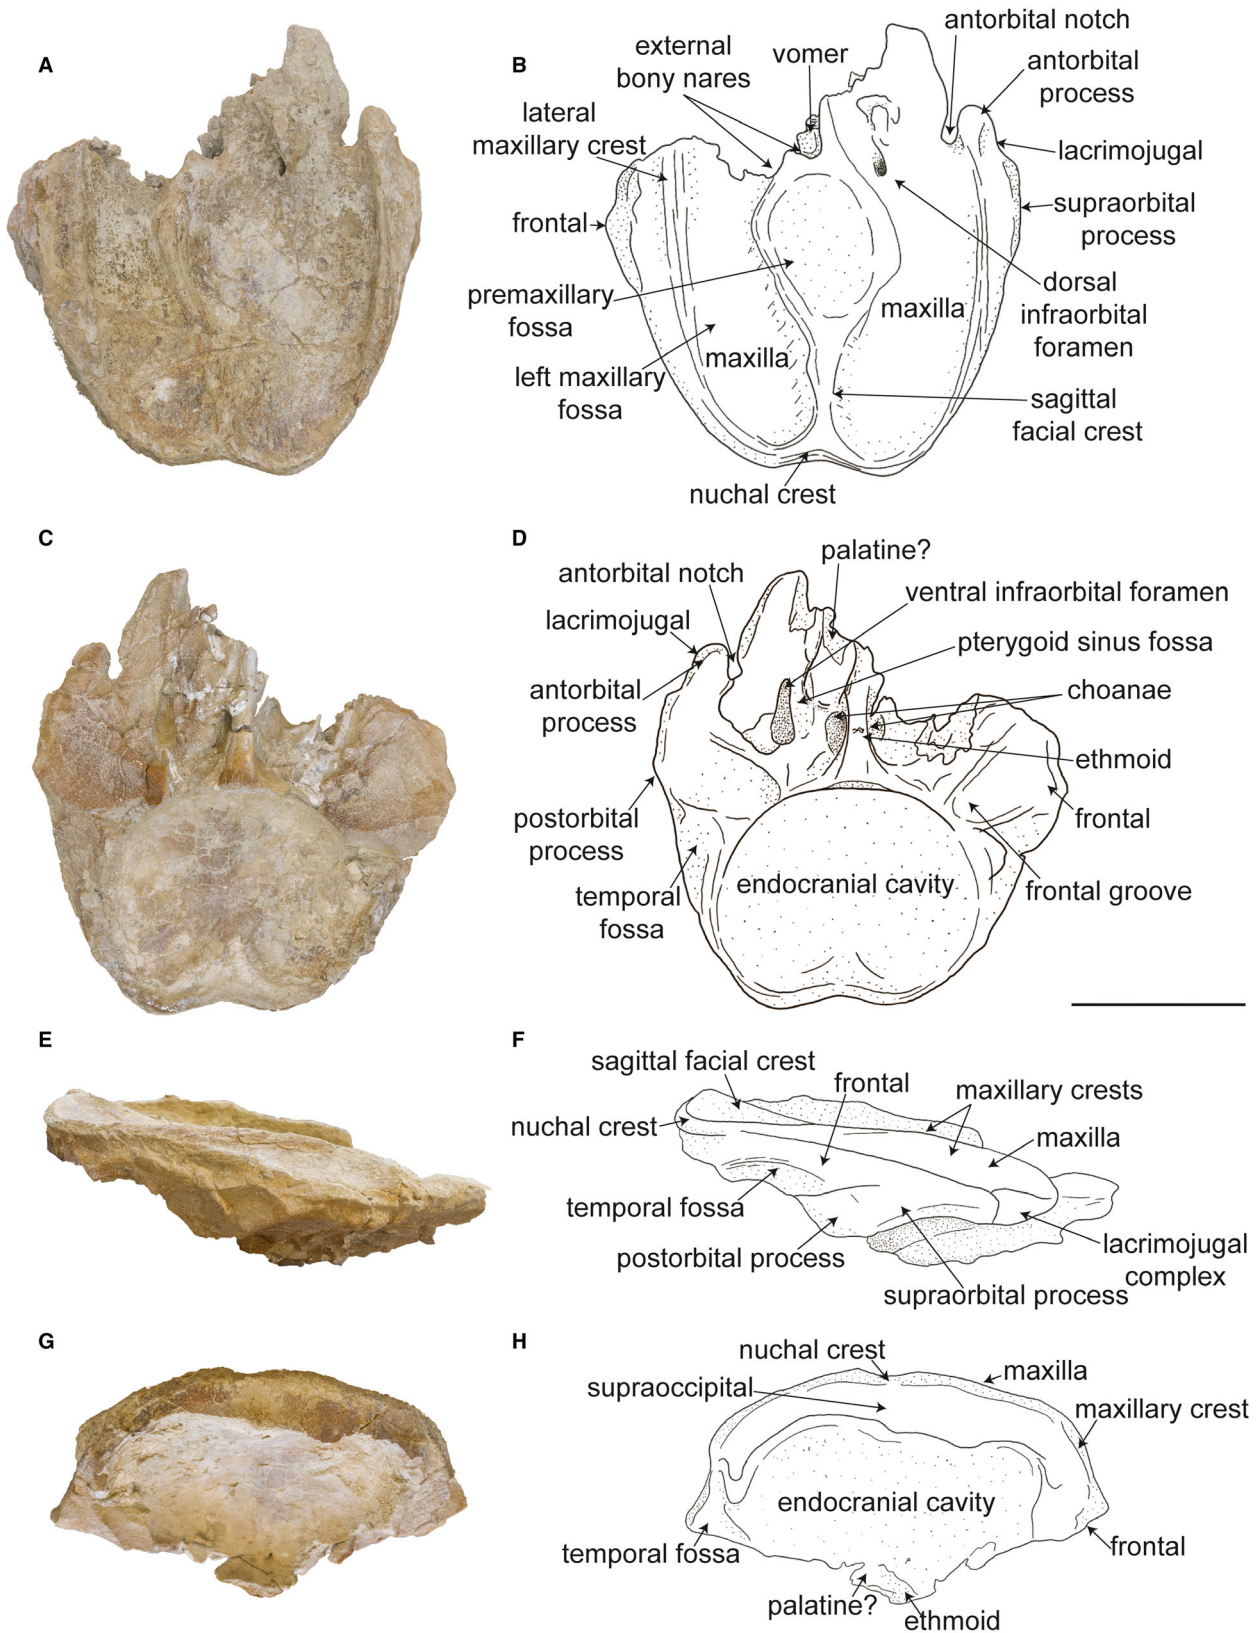 A
B
external
bony nares
vomer
antorbital notch
antorbital
process
lateral
maxillary crest
lacrimojugal
frontal
supraorbital
process
premaxillary
fossa
dorsal
infraorbital
foramen
maxilla
maxilla
left maxillary
fossa
sagittal
facial crest
nuchal crest
C
D
palatine?
antorbital notch
ventral infraorbital foramen
lacrimojugal
pterygoid sinus fossa
antorbital
process
choanae
ethmoid
postorbital
process
frontal
temporal
fossa
endocranial cavity
frontal groove
E
F
sagittal facial crest
frontal
maxillary crests
nuchal crest
maxilla
temporal fossa
postorbital process
lacrimojugal
complex
supraorbital process
G
H
nuchal crest
maxilla
supraoccipital
maxillary crest
endocranial cavity
temporal fossa
frontal
palatine?
ethmoid